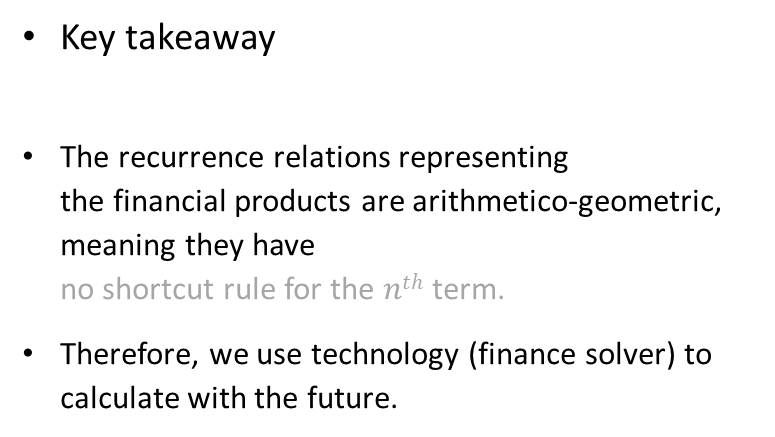 • Key takeaway
• The recurrence relations representing
the financial products are arithmetico-geometric,
meaning they have
no shortcut rule for the nᵗʰ term.
• Therefore, we use technology (finance solver) to
calculate with the future.